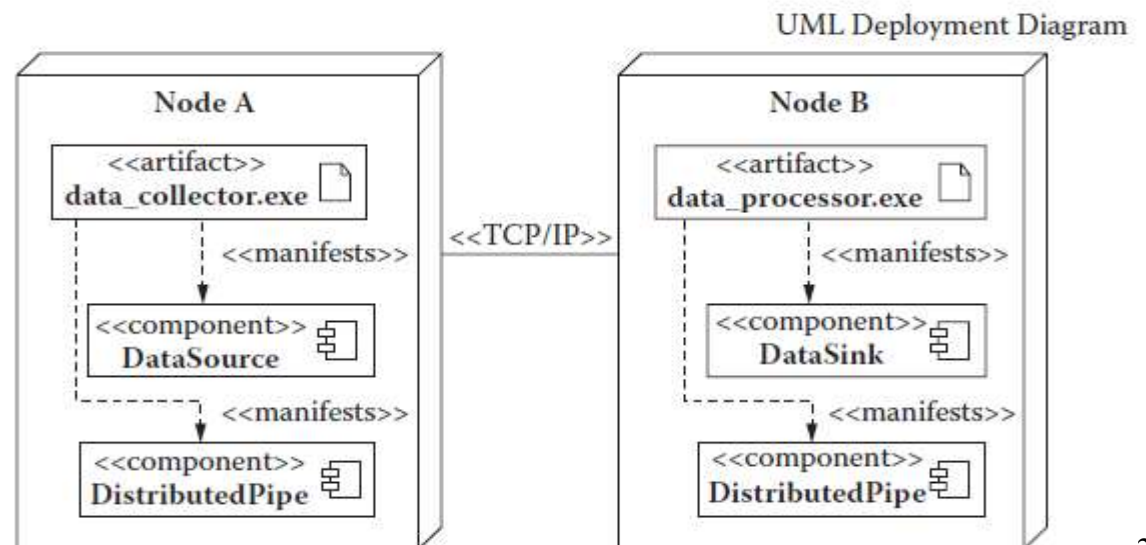 UML Deployment Diagram
Node A
<<artifact>>
data_collector.exe
<<manifests>>
<<component>>
DataSource
<<manifests>>
<<component>>
DistributedPipe
<<TCP/IP>>
Node B
<<artifact>>
data_processor.exe
<<manifests>>
<<component>>
DataSink
<<manifests>>
<<component>>
DistributedPipe